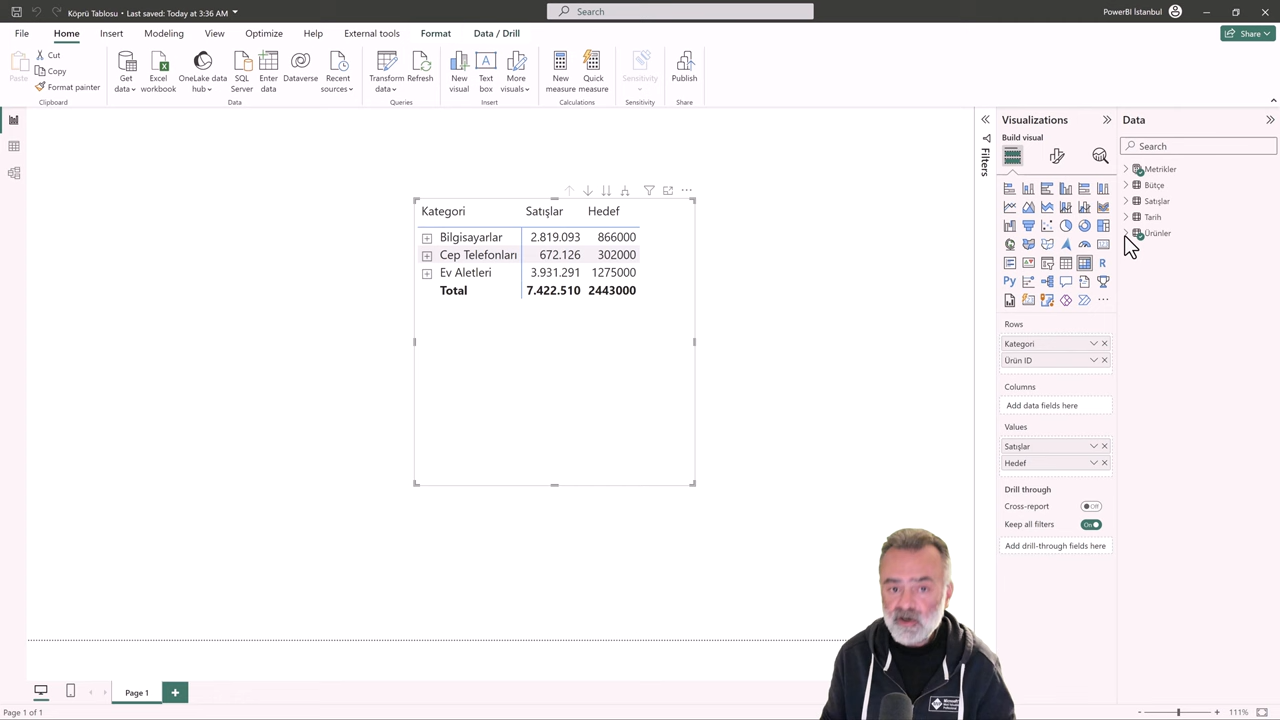 Köprü Tablosu • Last saved: Today at 3:36 AM
Search
PowerBI İstanbul
File Home Insert Modeling View Optimize Help External tools Format Data / Drill
Share
Paste
Cut
Copy
Format painter
Get data
Excel workbook
OneLake data hub
SQL Server
Enter data
Dataverse
Recent sources
Transform data
Refresh
New visual
Text box
More visuals
New measure
Quick measure
Sensitivity
Publish
Clipboard
Data
Queries
Insert
Calculations
Sensitivity
Share
Kategori Satışlar Hedef
Bilgisayarlar 2.819.093 866000
Cep Telefonları 672.126 302000
Ev Aletleri 3.931.291 1275000
Total 7.422.510 2443000
Filters
Visualizations
Build visual
R
Py
Rows
Kategori
Ürün ID
Columns
Add data fields here
Values
Satışlar
Hedef
Drill through
Cross-report Off
Keep all filters On
Add drill-through fields here
Data
Search
Metrikler
Bütçe
Satışlar
Tarih
Ürünler
Page 1
Page 1 of 1
111%